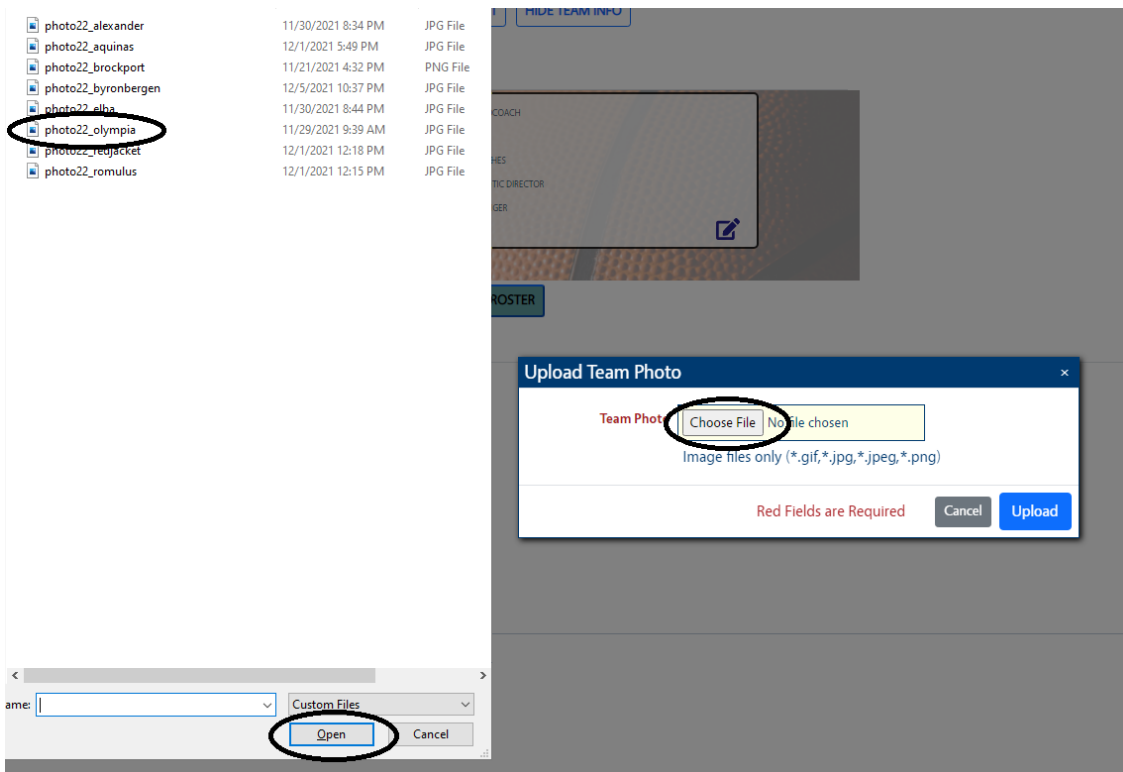 photo22_alexander 11/30/2021 8:34 PM JPG File
photo22_aquinas 12/1/2021 5:49 PM JPG File
photo22_brockport 11/21/2021 4:32 PM PNG File
photo22_byronbergen 12/5/2021 10:37 PM JPG File
photo22_elba 11/30/2021 8:44 PM JPG File
photo22_olympia 11/29/2021 9:39 AM JPG File
photo22_redjacket 12/1/2021 12:18 PM JPG File
photo22_romulus 12/1/2021 12:15 PM JPG File
ame:
Custom Files
Open Cancel
HIDE TEAM INFO
COACH
HES
TIC DIRECTOR
GER
ROSTER
Upload Team Photo ×
Team Photo Choose File No file chosen
Image files only (*.gif,*.jpg,*.jpeg,*.png)
Red Fields are Required Cancel Upload